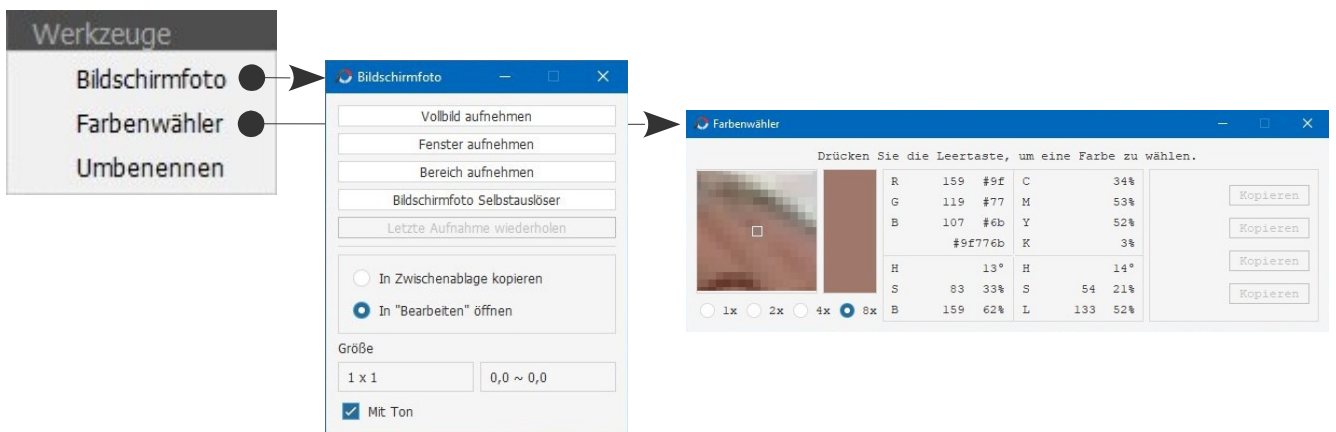 Werkzeuge
Bildschirmfoto
Farbenwähler
Umbenennen
Bildschirmfoto
Vollbild aufnehmen
Fenster aufnehmen
Bereich aufnehmen
Bildschirmfoto Selbstauslöser
Letzte Aufnahme wiederholen
In Zwischenablage kopieren
In "Bearbeiten" öffnen
Größe
1 x 1 0,0 ~ 0,0
Mit Ton
Farbenwähler
Drücken Sie die Leertaste, um eine Farbe zu wählen.
R 159 #9f C 34%
G 119 #77 M 53%
B 107 #6b Y 52%
#9f776b K 3%
H 13° H 14°
S 83 33% S 54 21%
B 159 62% L 133 52%
1x 2x 4x 8x
Kopieren
Kopieren
Kopieren
Kopieren